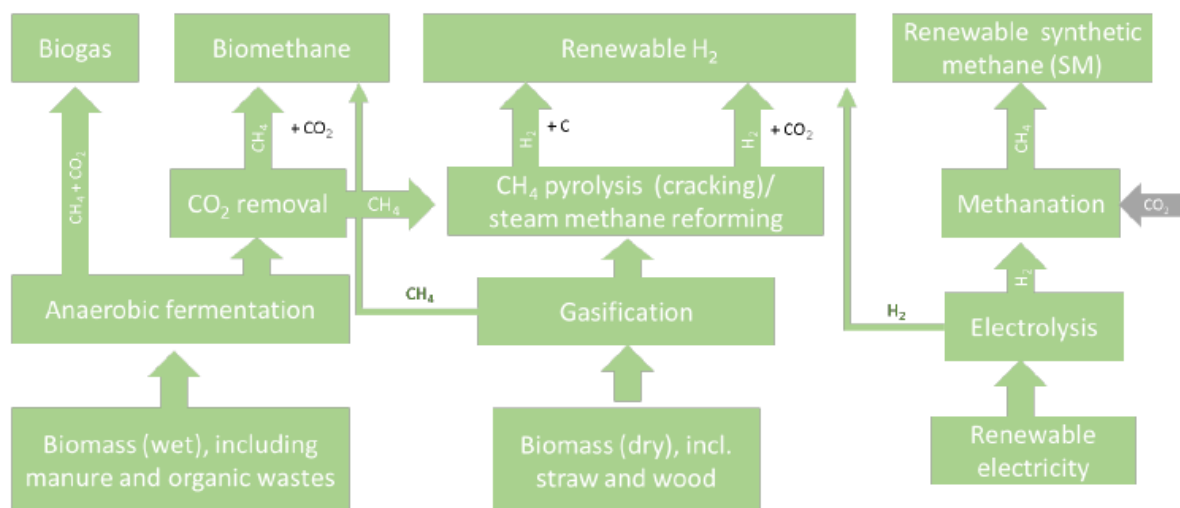 Biogas
Biomethane
Renewable H₂
Renewable synthetic
methane (SM)
CH₄ + CO₂
CH₄
+ CO₂
H₂
+ C
H₂
+ CO₂
CH₄
CO₂ removal
CH₄
CH₄ pyrolysis (cracking)/
steam methane reforming
Methanation
CO₂
H₂
Anaerobic fermentation
CH₄
Gasification
H₂
Electrolysis
Biomass (wet), including
manure and organic wastes
Biomass (dry), incl.
straw and wood
Renewable
electricity